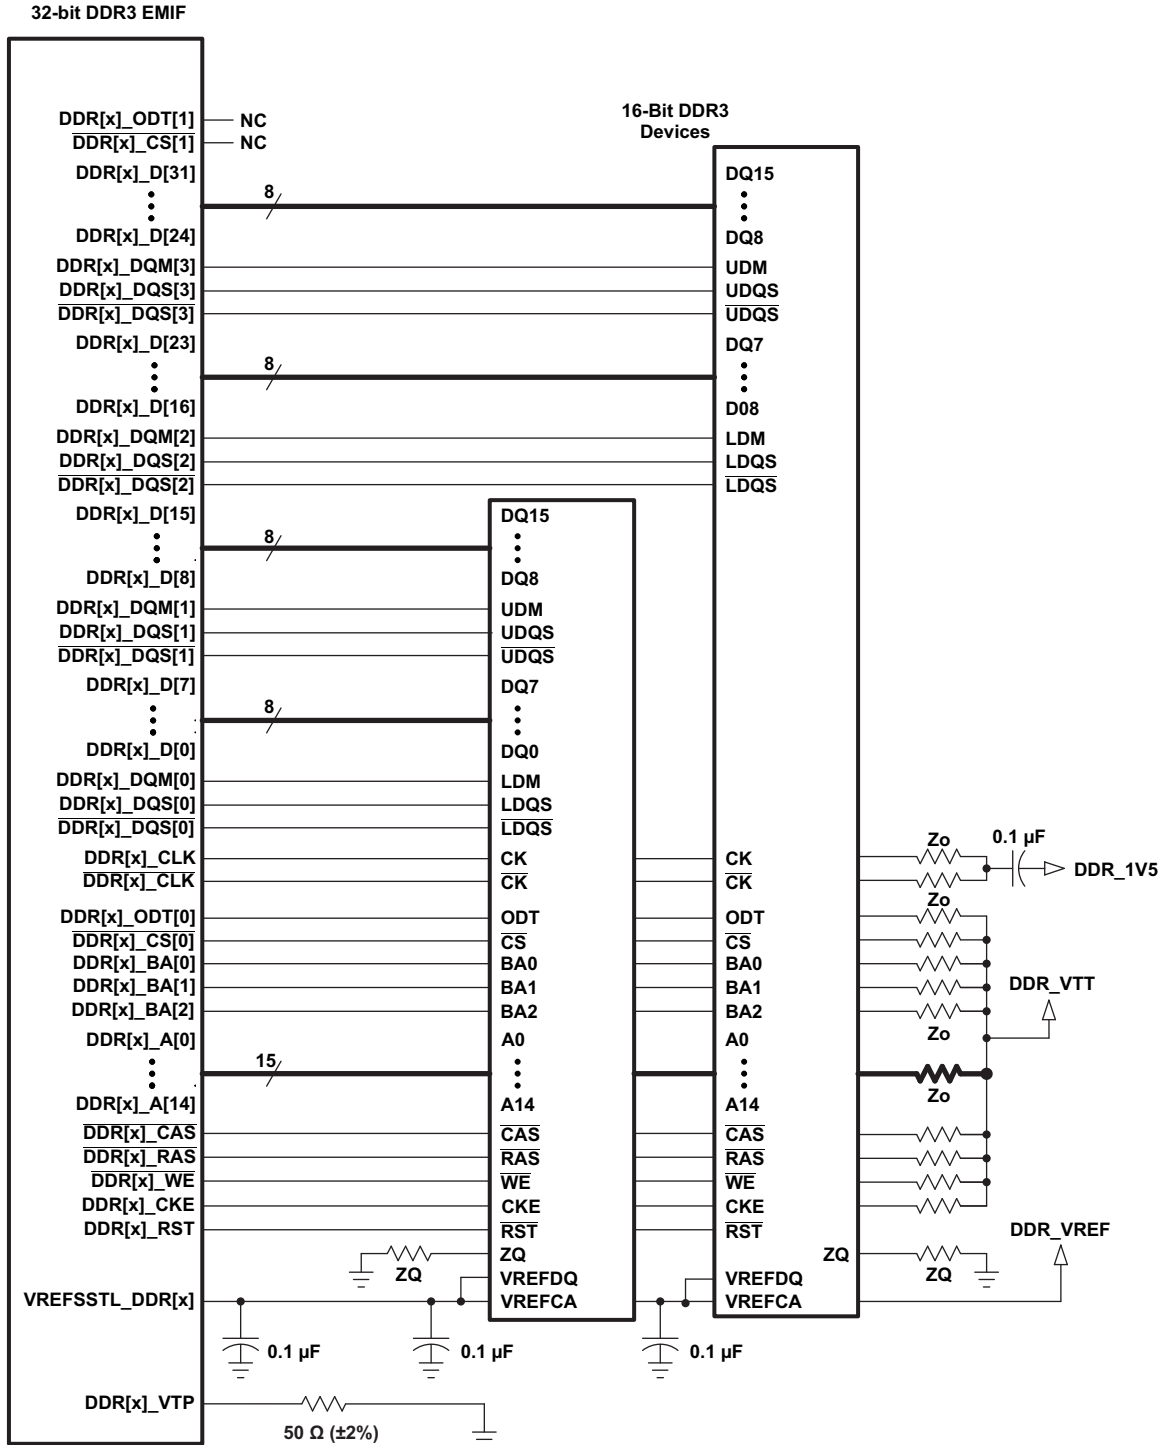 32-bit DDR3 EMIF
DDR[x]_ODT[1]
NC
DDR[x]_CS[1]
NC
DDR[x]_D[31]
8
DDR[x]_D[24]
DDR[x]_DQM[3]
DDR[x]_DQS[3]
DDR[x]_DQS[3]
DDR[x]_D[23]
8
DDR[x]_D[16]
DDR[x]_DQM[2]
DDR[x]_DQS[2]
DDR[x]_DQS[2]
DDR[x]_D[15]
8
DDR[x]_D[8]
DDR[x]_DQM[1]
DDR[x]_DQS[1]
DDR[x]_DQS[1]
DDR[x]_D[7]
8
DDR[x]_D[0]
DDR[x]_DQM[0]
DDR[x]_DQS[0]
DDR[x]_DQS[0]
DDR[x]_CLK
DDR[x]_CLK
DDR[x]_ODT[0]
DDR[x]_CS[0]
DDR[x]_BA[0]
DDR[x]_BA[1]
DDR[x]_BA[2]
DDR[x]_A[0]
15
DDR[x]_A[14]
DDR[x]_CAS
DDR[x]_RAS
DDR[x]_WE
DDR[x]_CKE
DDR[x]_RST
ZQ
VREFSSTL_DDR[x]
0.1 µF
0.1 µF
0.1 µF
DDR[x]_VTP
50 Ω (±2%)
DQ15
DQ8
UDM
UDQS
UDQS
DQ7
DQ0
LDM
LDQS
LDQS
CK
CK
ODT
CS
BA0
BA1
BA2
A0
A14
CAS
RAS
WE
CKE
RST
ZQ
VREFDQ
VREFCA
16-Bit DDR3
Devices
DQ15
DQ8
UDM
UDQS
UDQS
DQ7
D08
LDM
LDQS
LDQS
CK
CK
ODT
CS
BA0
BA1
BA2
A0
A14
CAS
RAS
WE
CKE
RST
ZQ
VREFDQ
VREFCA
Zo
0.1 µF
DDR_1V5
Zo
DDR_VTT
Zo
Zo
DDR_VREF
ZQ